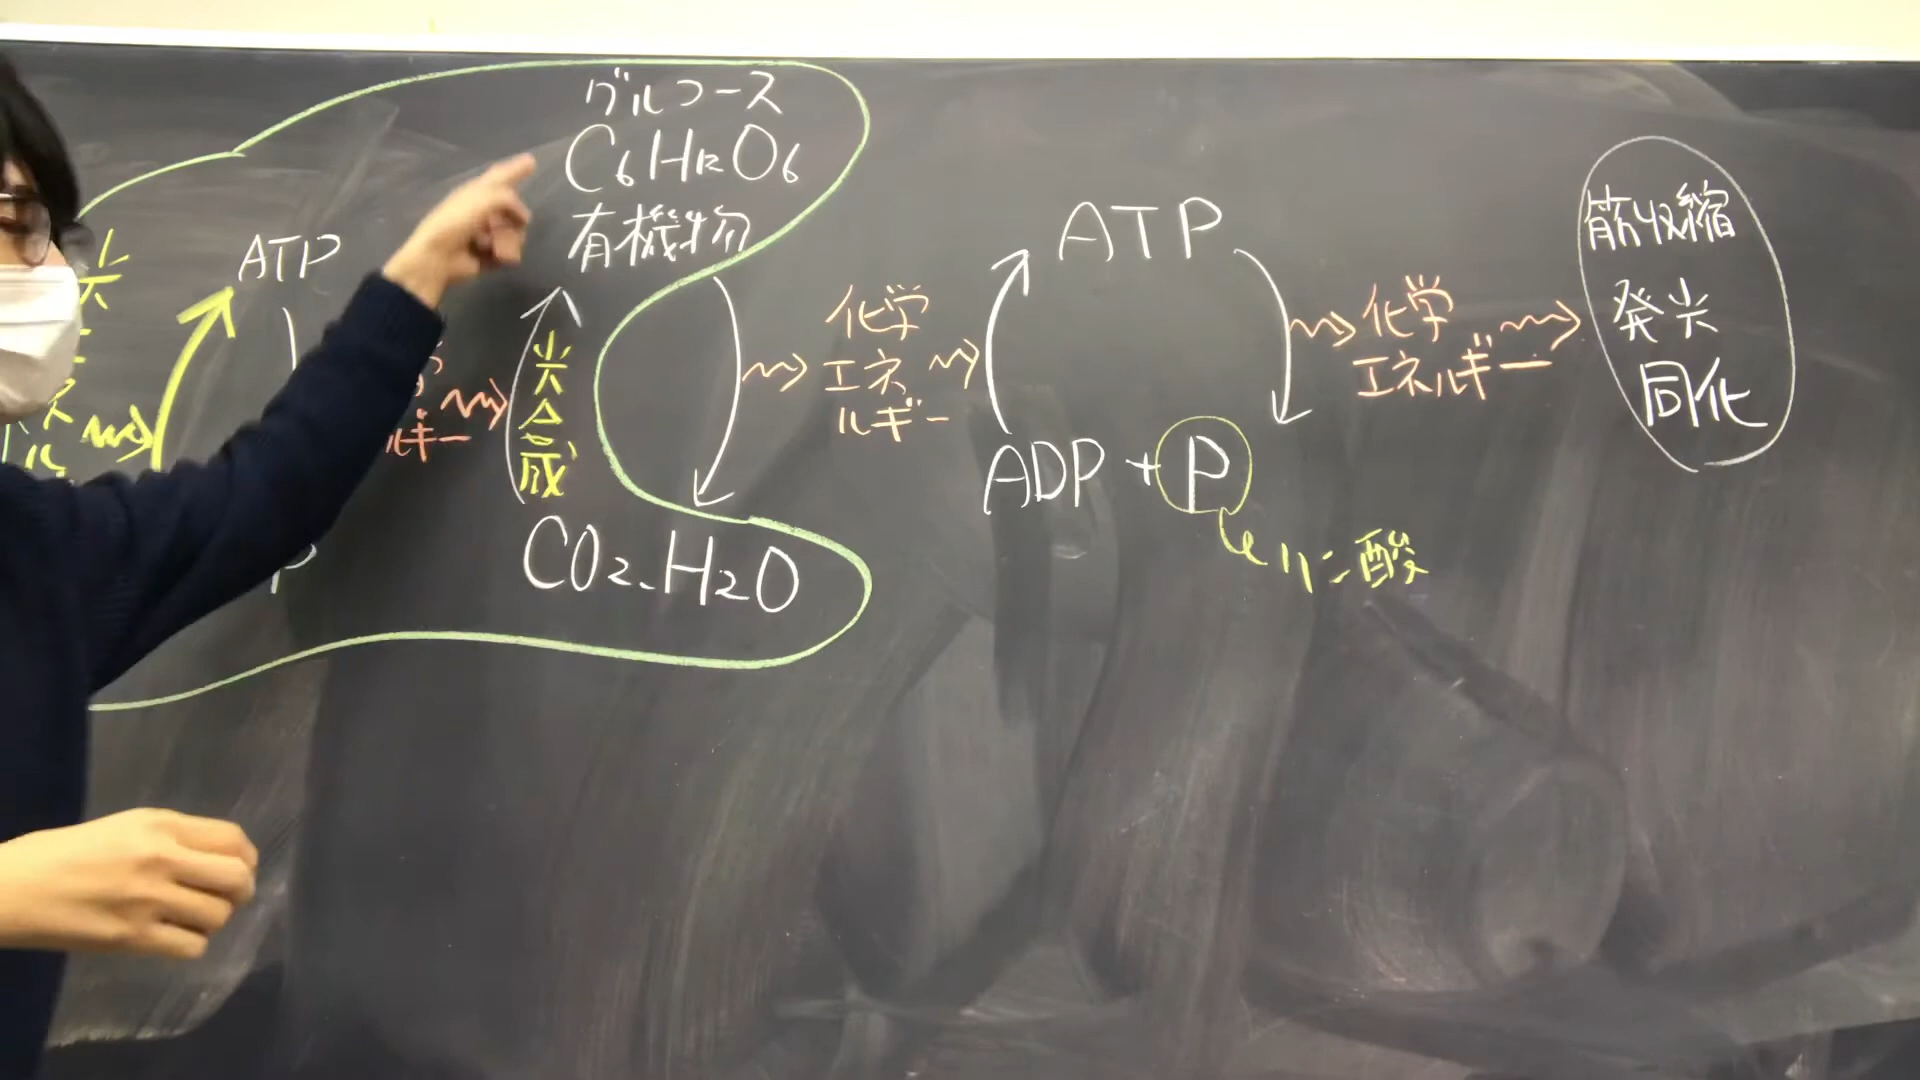 グルコース
C6H12O6
有機物
ATP
光
ATP
筋収縮
発光
同化
化学
エネ
ルギー
化学
エネルギー
光合成
ルギー
ADP + P
リン酸
CO2、H2O
P